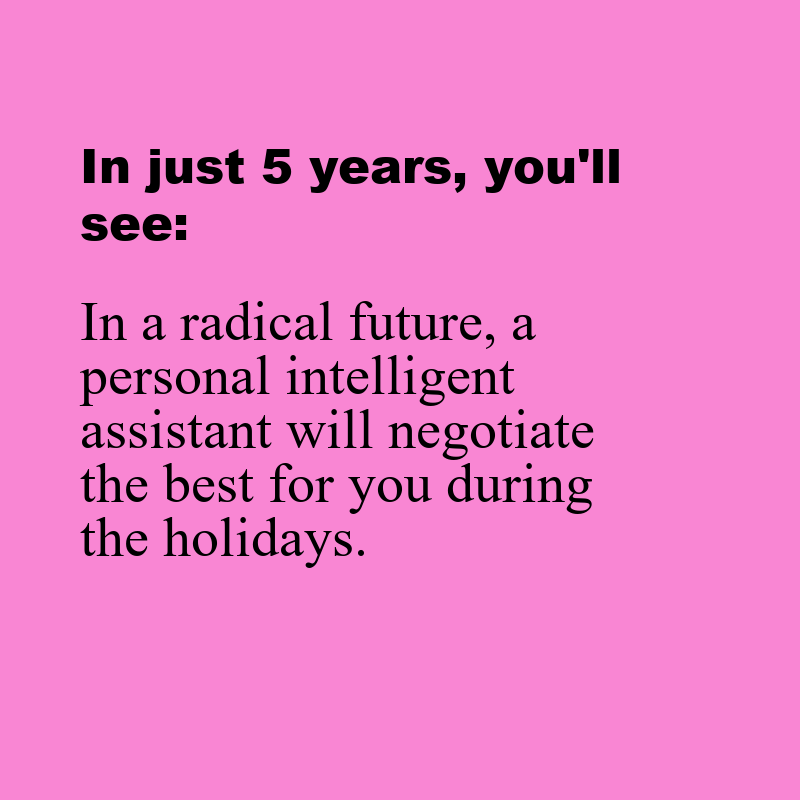 In just 5 years, you'll
see:
In a radical future, a
personal intelligent
assistant will negotiate
the best for you during
the holidays.